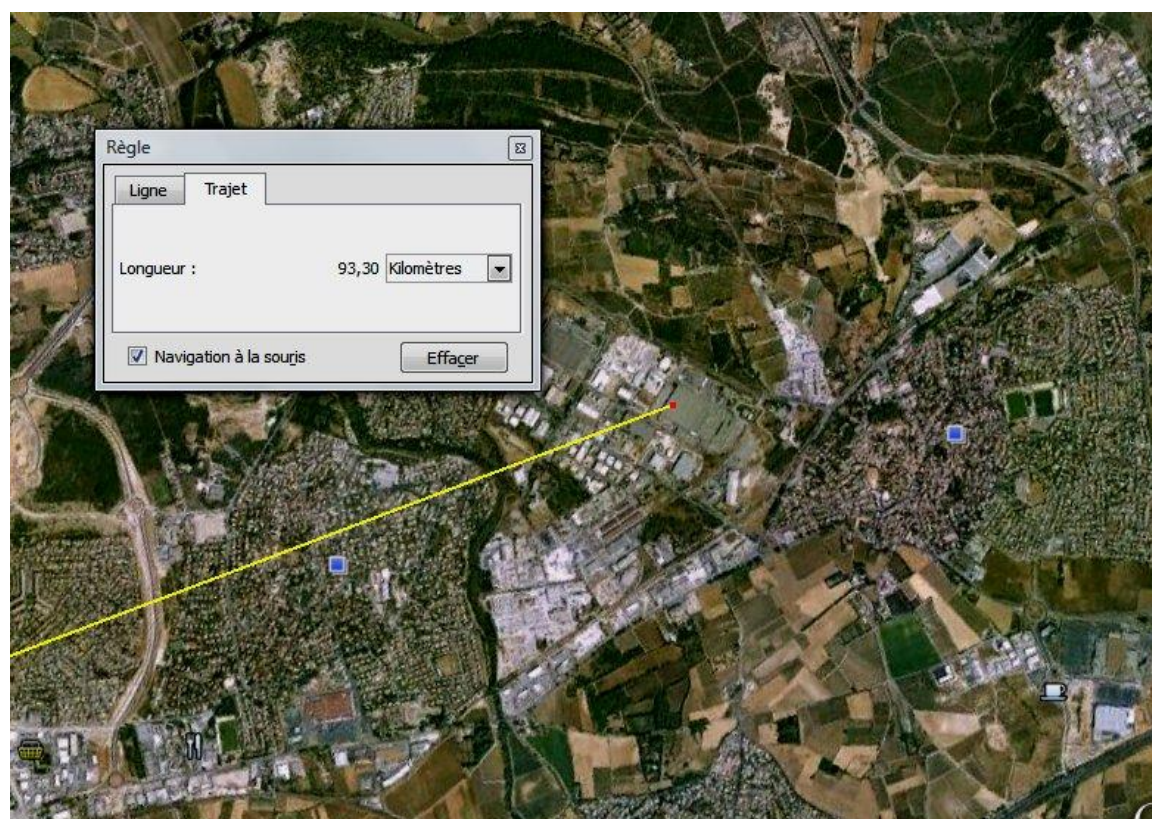 Règle
Ligne Trajet
Longueur : 93,30 Kilomètres
Navigation à la souris Effacer